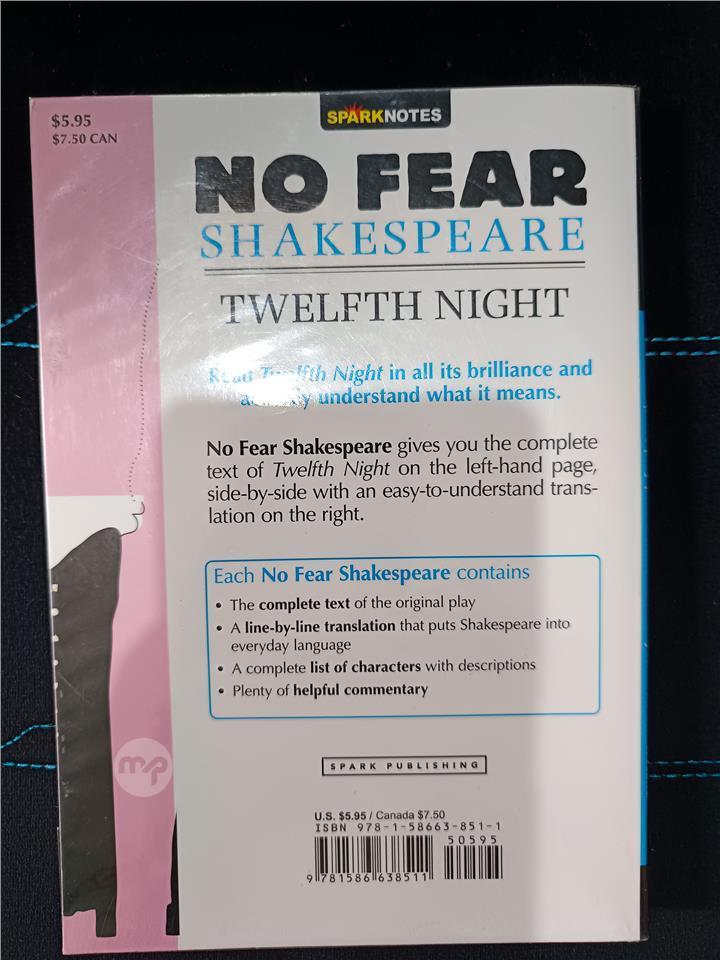 $5.95
$7.50 CAN
SPARKNOTES
NO FEAR
SHAKESPEARE
TWELFTH NIGHT
Read Twelfth Night in all its brilliance and
understand what it means.
No Fear Shakespeare gives you the complete
text of Twelfth Night on the left-hand page,
side-by-side with an easy-to-understand trans-
lation on the right.
Each No Fear Shakespeare contains
• The complete text of the original play
• A line-by-line translation that puts Shakespeare into
everyday language
• A complete list of characters with descriptions
• Plenty of helpful commentary
mp
SPARK PUBLISHING
U.S. $5.95 / Canada $7.50
ISBN 978-1-58663-851-1
50595
9 781586 638511